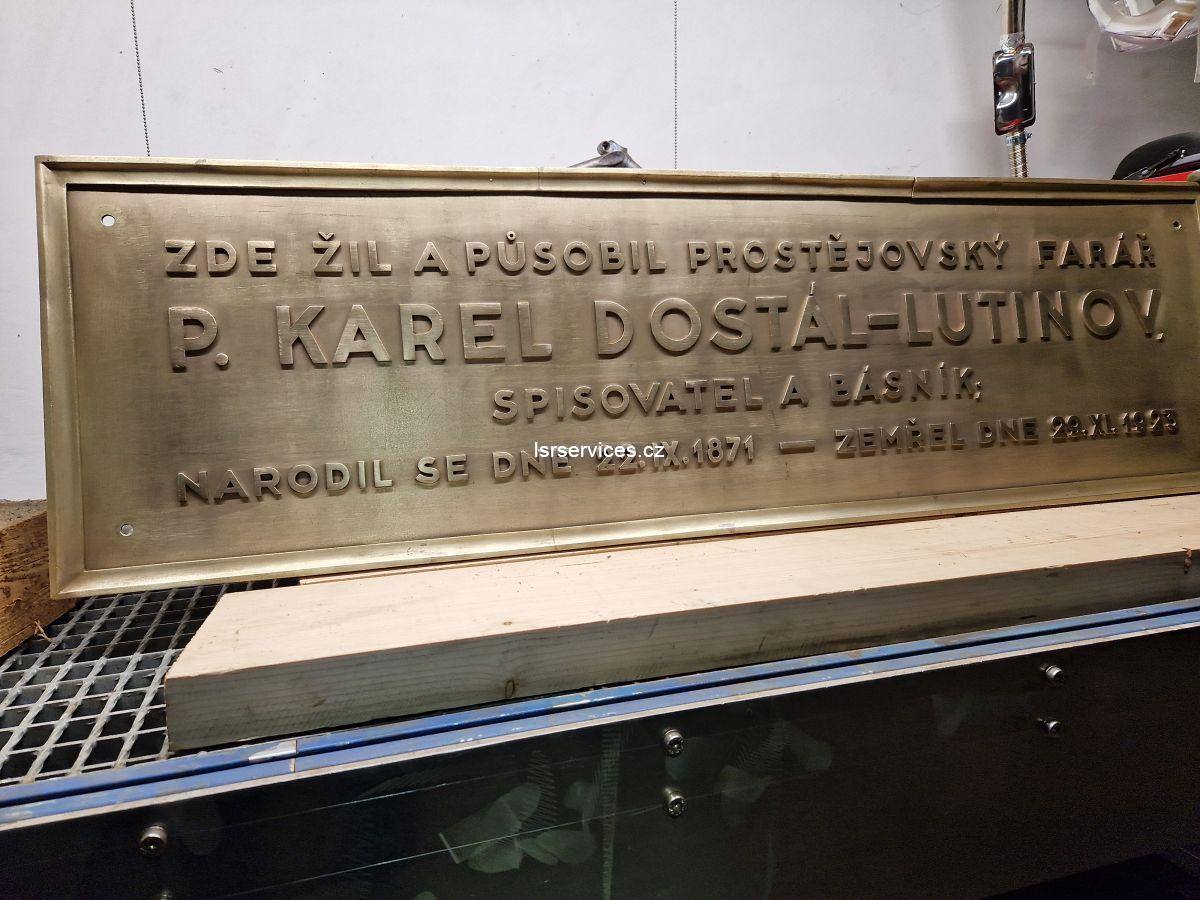 ZDE ŽIL A PŮSOBIL PROSTĚJOVSKÝ FARÁŘ
P. KAREL DOSTÁL-LUTINOV,
SPISOVATEL A BÁSNÍK;
NARODIL SE DNE 22.IX.1871 — ZEMŘEL DNE 29.XI.1923
lsrservices.cz